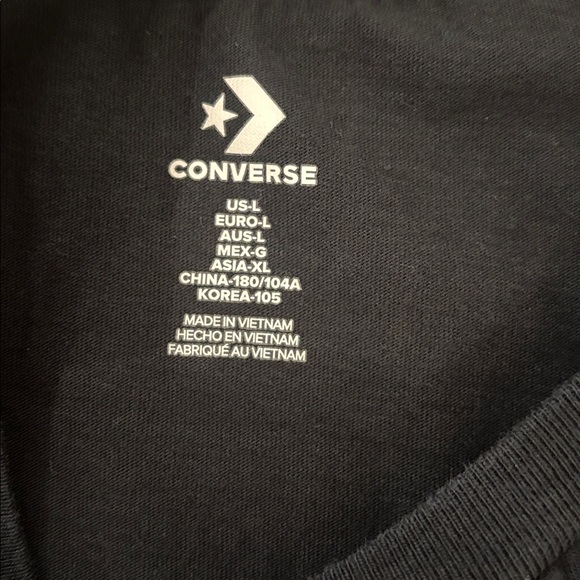 CONVERSE
US-L
EURO-L
AUS-L
MEX-G
ASIA-XL
CHINA-180/104A
KOREA-105
MADE IN VIETNAM
HECHO EN VIETNAM
FABRIQUÉ AU VIETNAM